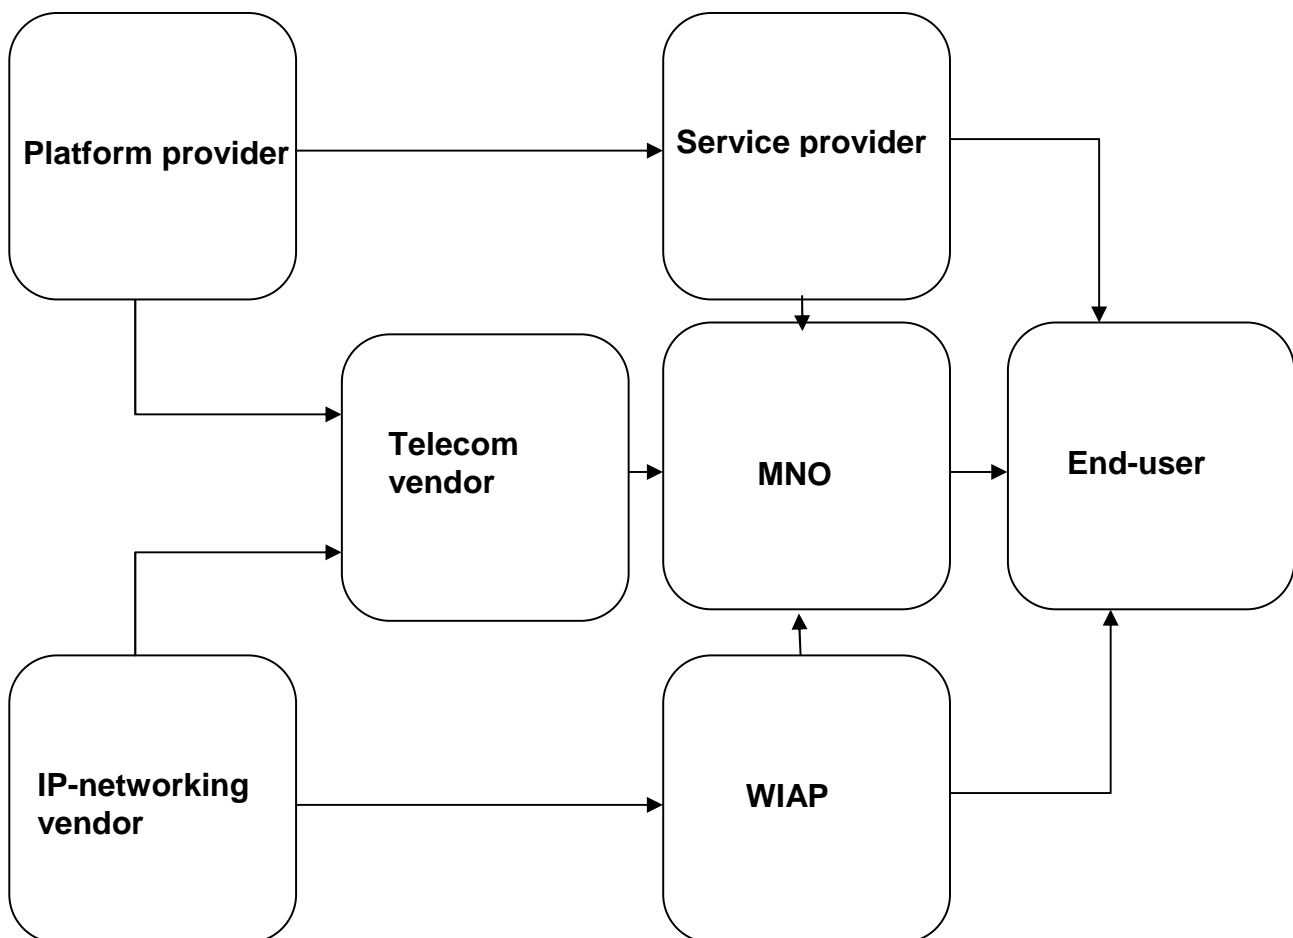 Platform provider
Service provider
Telecom
vendor
MNO
End-user
IP-networking
vendor
WIAP